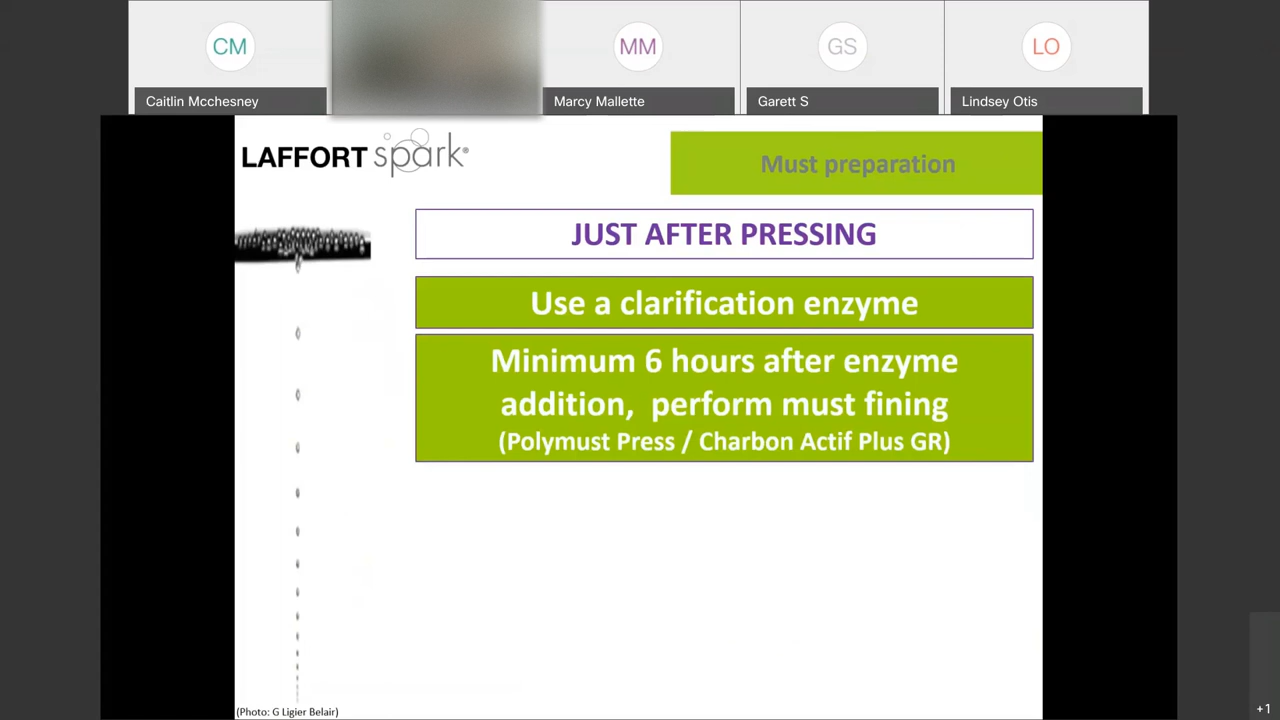 CM
MM
GS
LO
Caitlin Mcchesney
Marcy Mallette
Garett S
Lindsey Otis
LAFFORT spark®
Must preparation
JUST AFTER PRESSING
Use a clarification enzyme
Minimum 6 hours after enzyme
addition, perform must fining
(Polymust Press / Charbon Actif Plus GR)
(Photo: G Ligier Belair)
+1